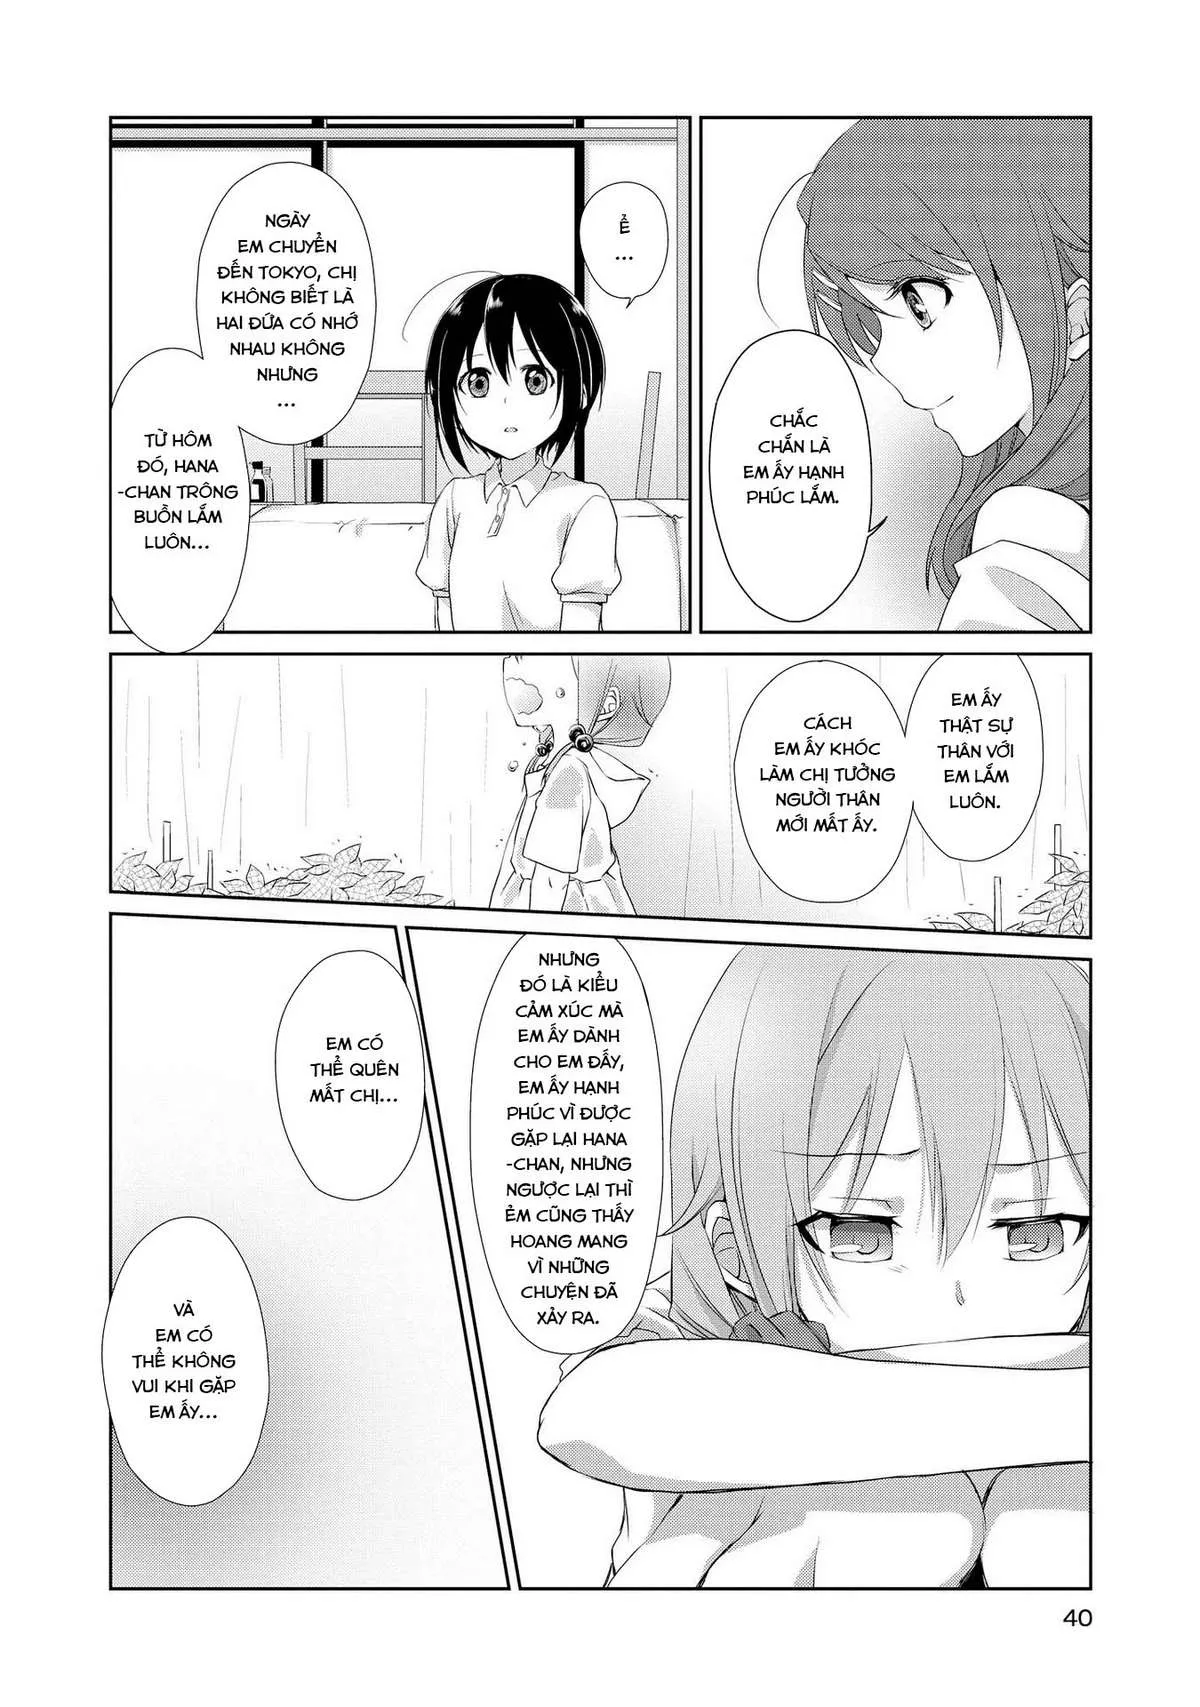 CHẮC
CHẮN LÀ
EM ẤY HẠNH
PHÚC LẮM.
Ể
...
NGÀY
EM CHUYỂN
ĐẾN TOKYO, CHỊ
KHÔNG BIẾT LÀ
HAI ĐỨA CÓ NHỚ
NHAU KHÔNG
NHƯNG
...
TỪ HÔM
ĐÓ, HANA
-CHAN TRÔNG
BUỒN LẮM
LUÔN...
EM ẤY
THẬT SỰ
THÂN VỚI
EM LẮM
LUÔN.
CÁCH
EM ẤY KHÓC
LÀM CHỊ TƯỞNG
NGƯỜI THÂN
MỚI MẤT ẤY.
NHƯNG
ĐÓ LÀ KIỂU
CẢM XÚC MÀ
EM ẤY DÀNH
CHO EM ĐẤY,
EM ẤY HẠNH
PHÚC VÌ ĐƯỢC
GẶP LẠI HANA
-CHAN, NHƯNG
NGƯỢC LẠI THÌ
ẺM CŨNG THẤY
HOANG MANG
VÌ NHỮNG
CHUYỆN ĐÃ
XẢY RA.
EM CÓ
THỂ QUÊN
MẤT CHỊ...
VÀ
EM CÓ
THỂ KHÔNG
VUI KHI GẶP
EM ẤY...
40